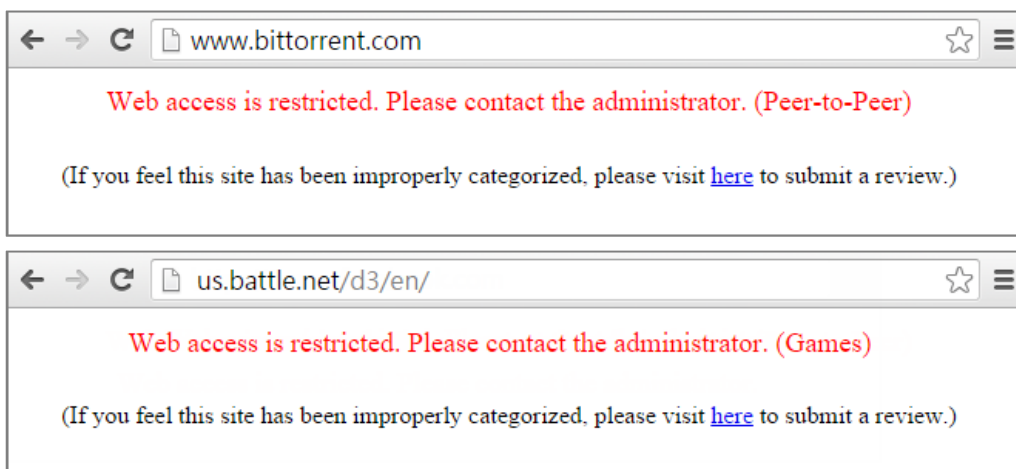 www.bittorrent.com
Web access is restricted. Please contact the administrator. (Peer-to-Peer)
(If you feel this site has been improperly categorized, please visit here to submit a review.)
us.battle.net/d3/en/
Web access is restricted. Please contact the administrator. (Games)
(If you feel this site has been improperly categorized, please visit here to submit a review.)